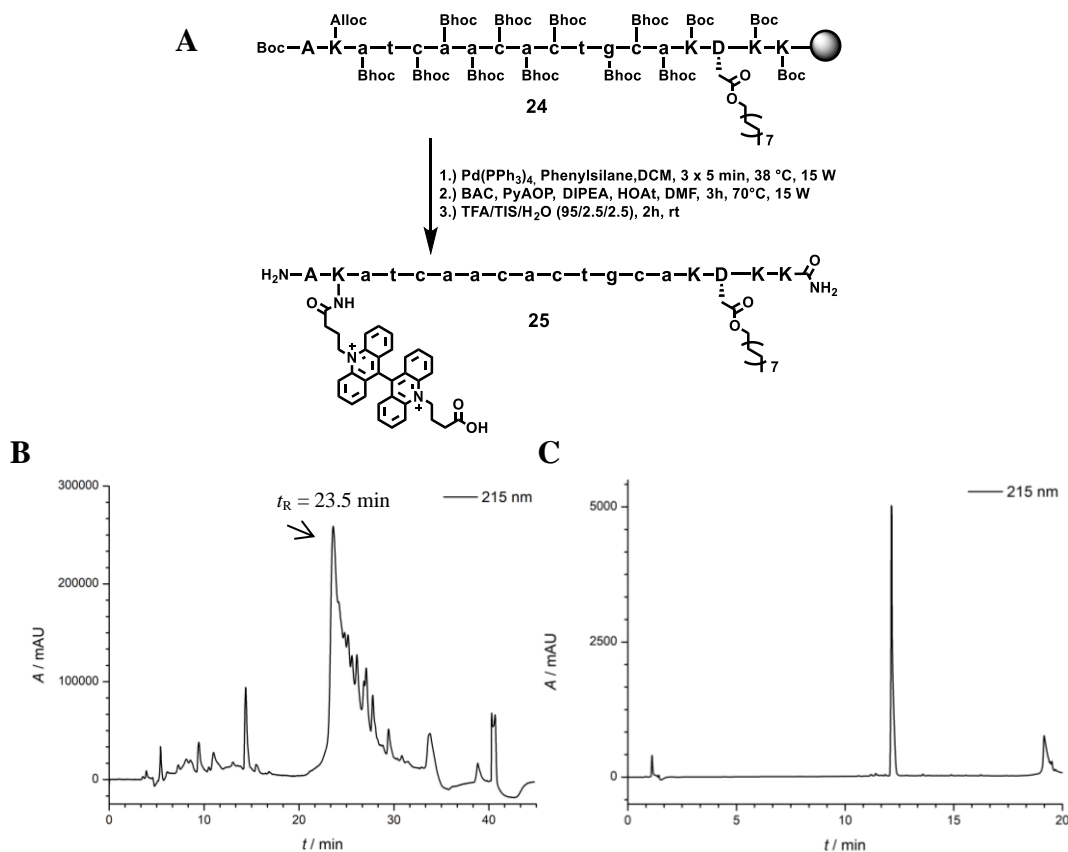 A
Alloc Bhoc Bhoc Bhoc Bhoc Boc Boc
Boc A K a t c a a c a c t g c a K D K K
Bhoc Bhoc Bhoc Bhoc Bhoc Bhoc Boc
O
O
7
24
1.) Pd(PPh3)4, Phenylsilane,DCM, 3 x 5 min, 38 °C, 15 W
2.) BAC, PyAOP, DIPEA, HOAt, DMF, 3h, 70°C, 15 W
3.) TFA/TIS/H2O (95/2.5/2.5), 2h, rt
H2N A K a t c a a c a c t g c a K D K K O
NH2
O NH
25
O
O
7
N
+
N
+
O
OH
B
C
300000
200000
100000
0
A / mAU
tR = 23.5 min
215 nm
0 10 20 30 40
t / min
5000
2500
0
A / mAU
215 nm
0 5 10 15 20
t / min